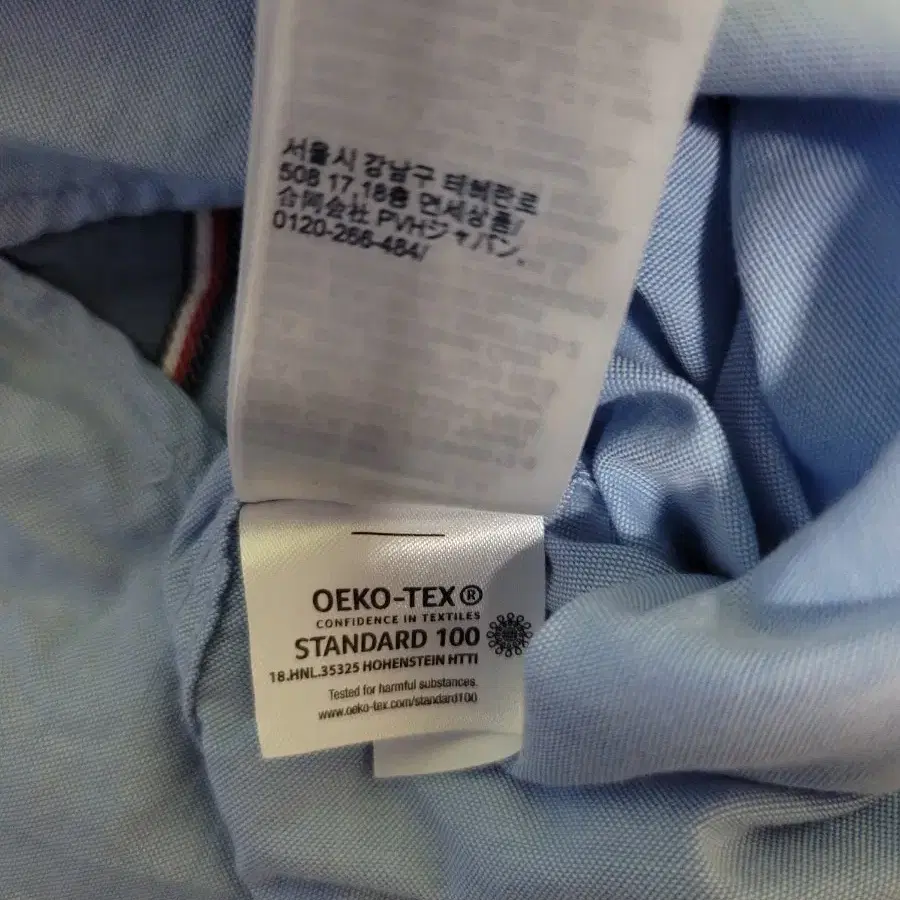 서울시 강남구 테헤란로
508 17,18층 면세상품/
合同会社 PVHジャパン.
0120-266-484/
OEKO-TEX®
CONFIDENCE IN TEXTILES
STANDARD 100
18.HNL.35325 HOHENSTEIN HTTI
Tested for harmful substances.
www.oeko-tex.com/standard100